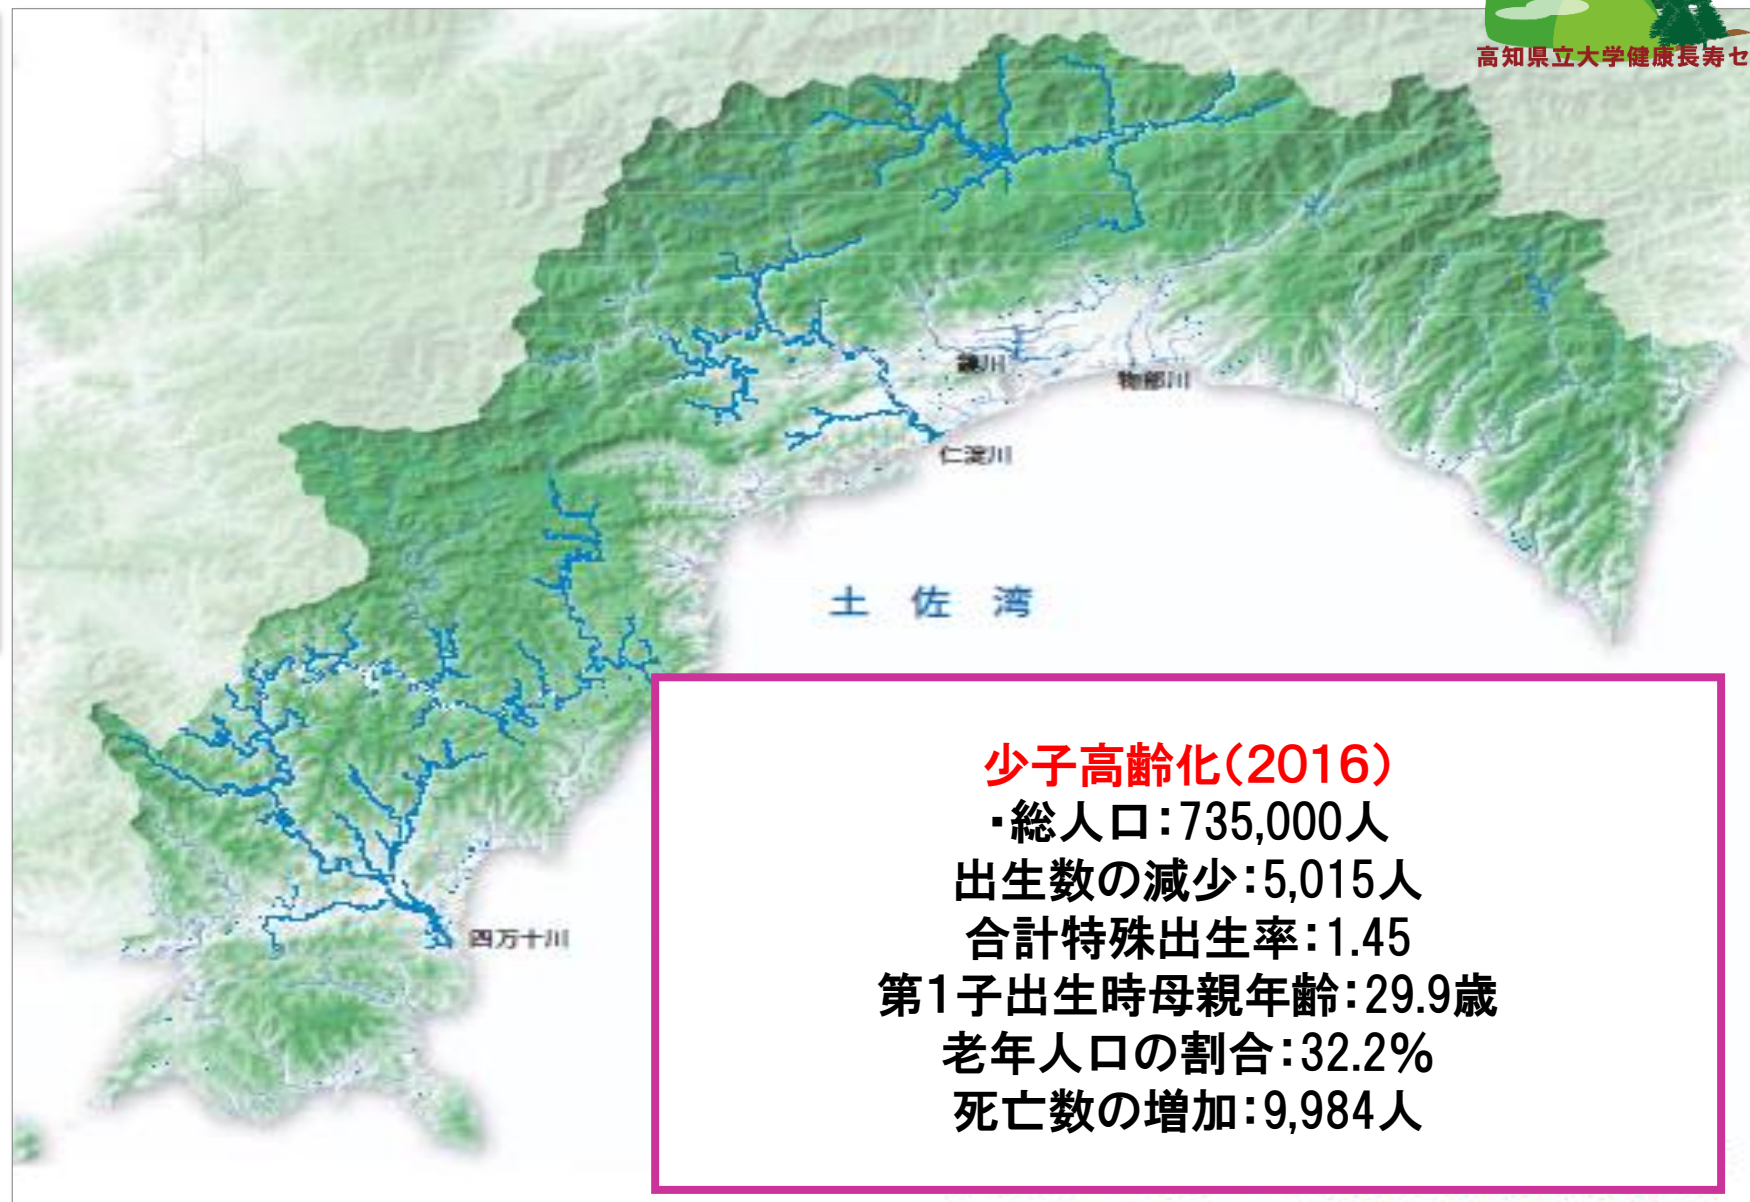 高知県立大学健康長寿セ
鏡川
物部川
仁淀川
土佐湾
四万十川
少子高齢化（2016）
・総人口：735,000人
出生数の減少：5,015人
合計特殊出生率：1.45
第1子出生時母親年齢：29.9歳
老年人口の割合：32.2%
死亡数の増加：9,984人